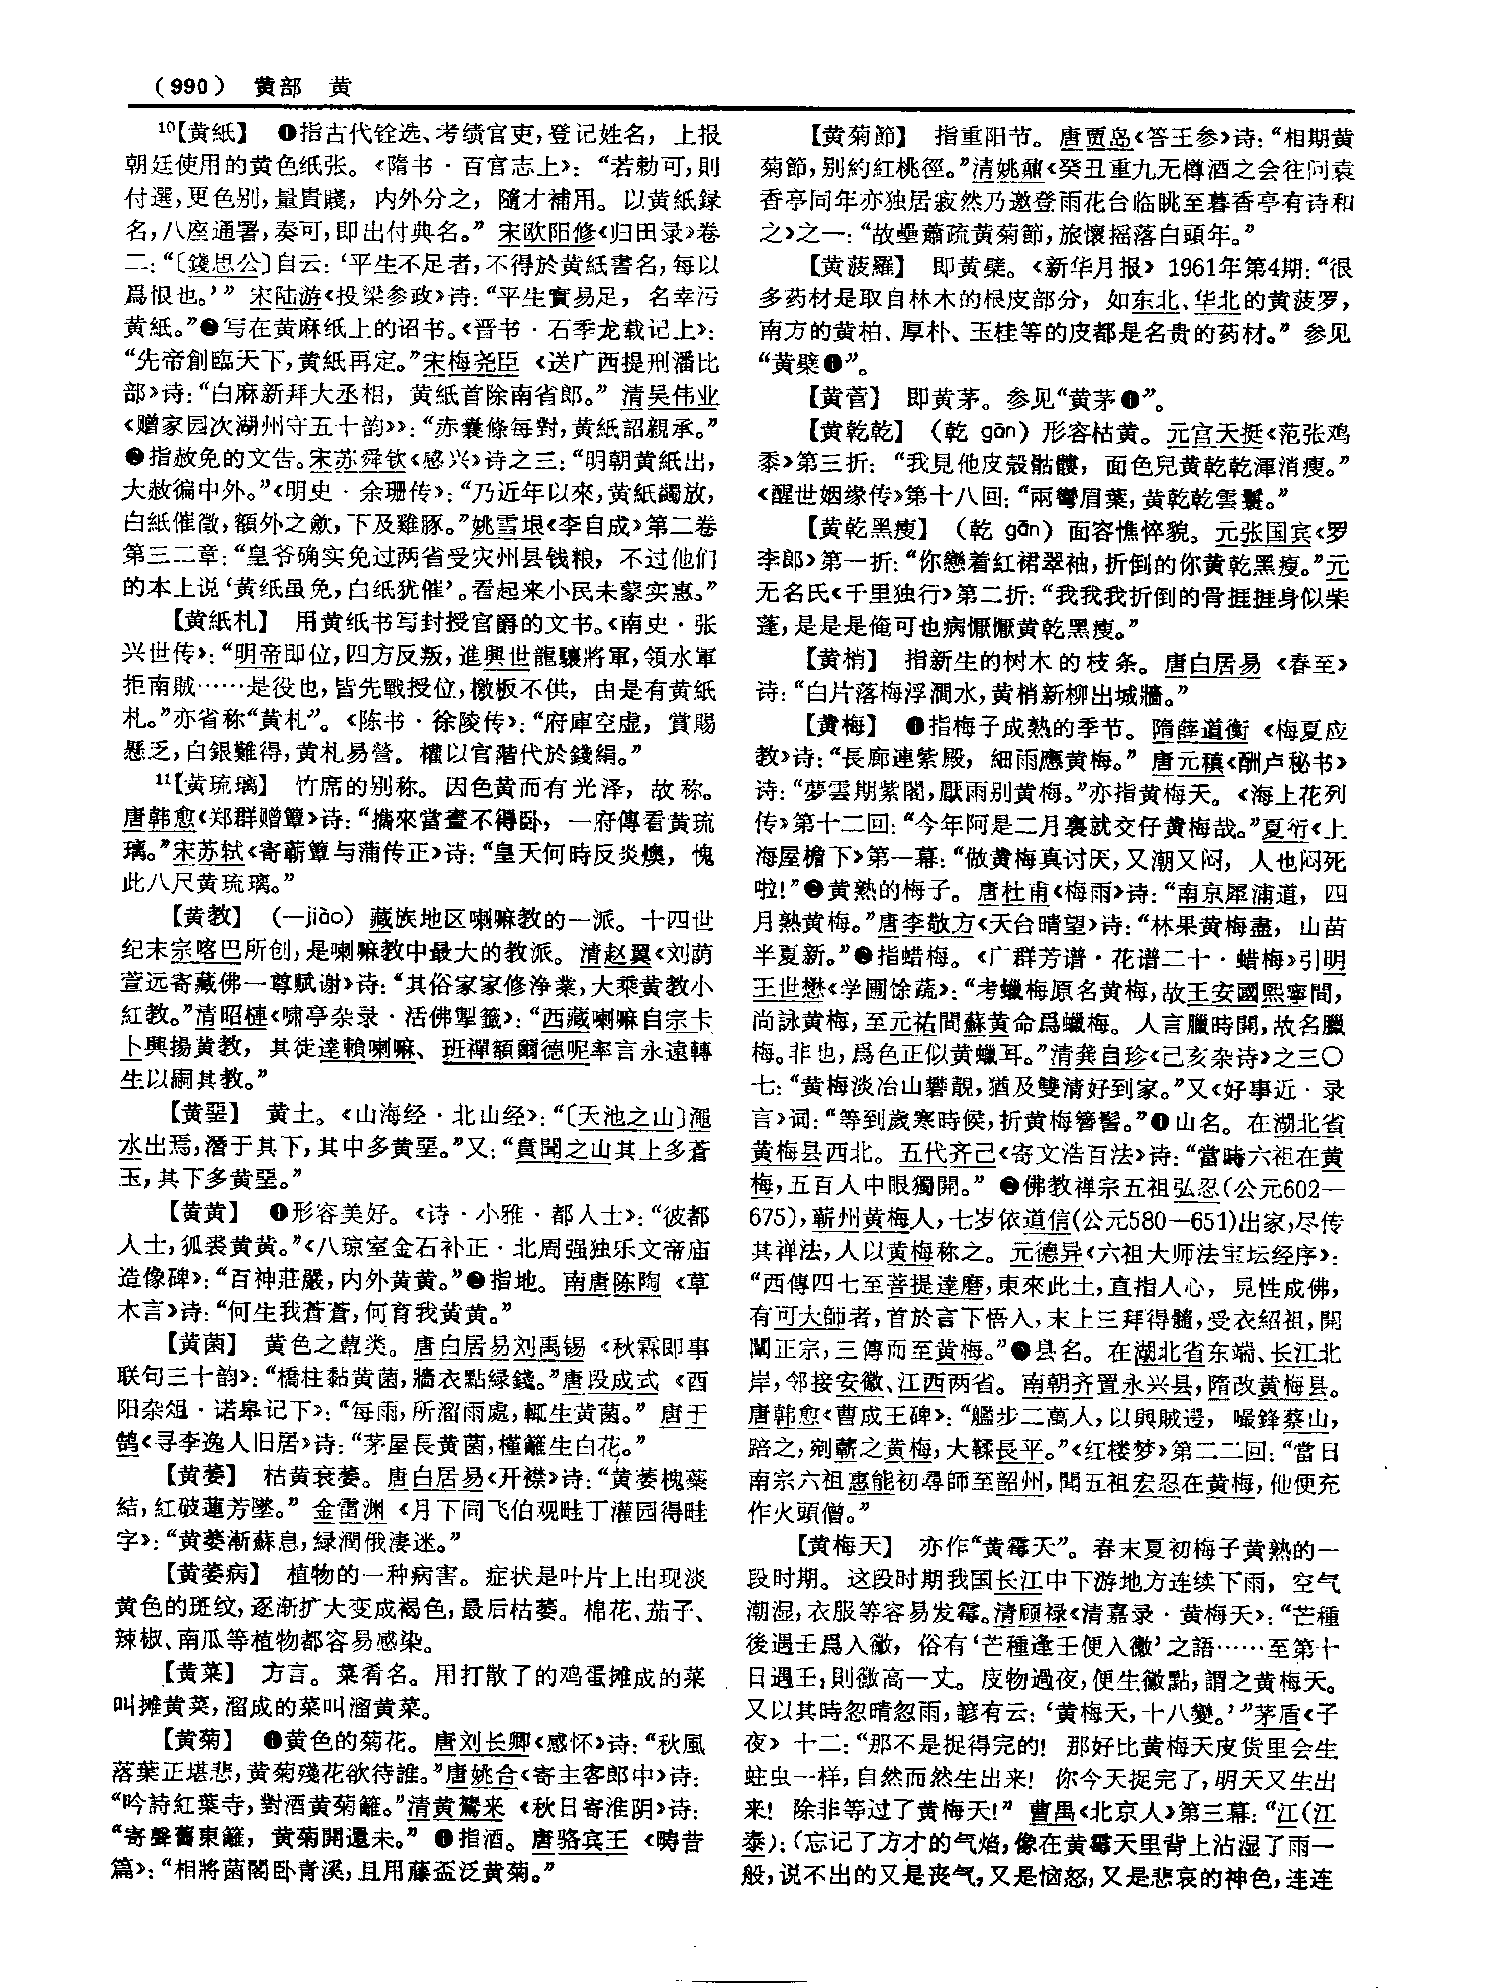 （990） 黄部 黄
¹⁰【黄紙】 ❶指古代铨选、考绩官吏，登记姓名，上报
朝廷使用的黄色纸张。《隋书·百官志上》：“若勑可，則
付選，更色别，量貴賤，内外分之，隨才補用。以黄紙録
名，八座通署，奏可，即出付典名。”宋欧阳修《归田录》卷
二：“〔錢思公〕自云：‘平生不足者，不得於黄紙書名，每以
爲恨也。’” 宋陆游《投梁参政》诗：“平生實易足，名幸污
黄紙。”❷写在黄麻纸上的诏书。《晋书·石季龙载记上》：
“先帝創臨天下，黄紙再定。”宋梅尧臣《送广西提刑潘比
部》诗：“白麻新拜大丞相，黄紙首除南省郎。” 清吴伟业
《赠家园次湖州守五十韵》：“赤囊條每對，黄紙詔親承。”
❸指赦免的文告。宋苏舜钦《感兴》诗之三：“明朝黄紙出，
大赦徧中外。”《明史·余珊传》：“乃近年以來，黄紙蠲放，
白紙催徵，額外之斂，下及雞豚。”姚雪垠《李自成》第二卷
第三二章：“皇爷确实免过两省受灾州县钱粮，不过他们
的本上说‘黄纸虽免，白纸犹催’。看起来小民未蒙实惠。”
【黄紙札】 用黄纸书写封授官爵的文书。《南史·张
兴世传》：“明帝即位，四方反叛，進興世龍驤將軍，領水軍
拒南賊……是役也，皆先戰授位，檄板不供，由是有黄紙
札。”亦省称“黄札”。《陈书·徐陵传》：“府庫空虚，賞賜
懸乏，白銀難得，黄札易營。權以官階代於錢絹。”
¹¹【黄琉璃】 竹席的别称。因色黄而有光泽，故称。
唐韩愈《郑群赠簟》诗：“攜來當晝不得卧，一府傳看黄琉
璃。”宋苏轼《寄蕲簟与蒲传正》诗：“皇天何時反炎燠，愧
此八尺黄琉璃。”
【黄教】 （—jiào）藏族地区喇嘛教的一派。十四世
纪末宗喀巴所创，是喇嘛教中最大的教派。清赵翼《刘荫
萱远寄藏佛一尊赋谢》诗：“其俗家家修净業，大乘黄教小
紅教。”清昭槤《啸亭杂录·活佛掣籤》：“西藏喇嘛自宗卡
卜興揚黄教，其徒達賴喇嘛、班禪額爾德呢率言永遠轉
生以嗣其教。”
【黄堊】 黄土。《山海经·北山经》：“〔天池之山〕澠
水出焉，潛于其下，其中多黄堊。”又：“賁聞之山其上多蒼
玉，其下多黄堊。”
【黄黄】 ❶形容美好。《诗·小雅·都人士》：“彼都
人士，狐裘黄黄。”《八琼室金石补正·北周强独乐文帝庙
造像碑》：“百神莊嚴，内外黄黄。”❷指地。南唐陈陶《草
木言》诗：“何生我蒼蒼，何育我黄黄。”
【黄菌】 黄色之蕈类。唐白居易刘禹锡《秋霖即事
联句三十韵》：“橋柱黏黄菌，牆衣點緑錢。”唐段成式《酉
阳杂俎·诺皋记下》：“每雨，所溜雨處，輒生黄菌。”唐于
鹄《寻李逸人旧居》诗：“茅屋長黄菌，槿籬生白花。”
【黄萎】 枯黄衰萎。唐白居易《开襟》诗：“黄萎槐蘂
結，紅破蓮芳墜。” 金雷渊《月下同飞伯观畦丁灌园得畦
字》：“黄萎漸蘇息，緑潤俄淒迷。”
【黄萎病】 植物的一种病害。症状是叶片上出现淡
黄色的斑纹，逐渐扩大变成褐色，最后枯萎。棉花、茄子、
辣椒、南瓜等植物都容易感染。
【黄菜】 方言。菜肴名。用打散了的鸡蛋摊成的菜
叫摊黄菜，溜成的菜叫溜黄菜。
【黄菊】 ❶黄色的菊花。唐刘长卿《感怀》诗：“秋風
落葉正堪悲，黄菊殘花欲待誰。”唐姚合《寄主客郎中》诗：
“吟詩紅葉寺，對酒黄菊籬。”清黄鷟来《秋日寄淮阴》诗：
“寄聲舊東籬，黄菊開還未。”❷指酒。唐骆宾王《畴昔
篇》：“相將菌閣卧青溪，且用藤盃泛黄菊。”
【黄菊節】 指重阳节。唐贾岛《答王参》诗：“相期黄
菊節，别約紅桃徑。”清姚鼐《癸丑重九无樽酒之会往问袁
香亭同年亦独居寂然乃邀登雨花台临眺至暮香亭有诗和
之》之一：“故壘蕭疏黄菊節，旅懷摇落白頭年。”
【黄菠羅】 即黄檗。《新华月报》1961年第4期：“很
多药材是取自林木的根皮部分，如东北、华北的黄菠罗，
南方的黄柏、厚朴、玉桂等的皮都是名贵的药材。”参见
“黄檗❶”。
【黄菅】 即黄茅。参见“黄茅❶”。
【黄乾乾】（乾 gān）形容枯黄。元宫天挺《范张鸡
黍》第三折：“我見他皮殼骷髏，面色兒黄乾乾渾消瘦。”
《醒世姻缘传》第十八回：“兩彎眉葉，黄乾乾雲鬟。”
【黄乾黑瘦】（乾 gān）面容憔悴貌。元张国宾《罗
李郎》第一折：“你戀着紅裙翠袖，折倒的你黄乾黑瘦。”元
无名氏《千里独行》第二折：“我我我折倒的骨捱捱身似柴
蓬，是是是俺可也病懨懨黄乾黑瘦。”
【黄梢】 指新生的树木的枝条。唐白居易《春至》
诗：“白片落梅浮澗水，黄梢新柳出城牆。”
【黄梅】 ❶指梅子成熟的季节。隋薛道衡《梅夏应
教》诗：“長廊連紫殿，細雨應黄梅。”唐元稹《酬卢秘书》
诗：“夢雲期紫閣，厭雨别黄梅。”亦指黄梅天。《海上花列
传》第十二回：“今年阿是二月裏就交仔黄梅哉。”夏衍《上
海屋檐下》第一幕：“做黄梅真讨厌，又潮又闷，人也闷死
啦！”❷黄熟的梅子。唐杜甫《梅雨》诗：“南京犀浦道，四
月熟黄梅。”唐李敬方《天台晴望》诗：“林果黄梅盡，山苗
半夏新。”❸指蜡梅。《广群芳谱·花谱二十·蜡梅》引明
王世懋《学圃馀蔬》：“考蠟梅原名黄梅，故王安國熙寧間，
尚詠黄梅，至元祐間蘇黄命爲蠟梅。人言臘時開，故名臘
梅。非也，爲色正似黄蠟耳。”清龚自珍《己亥杂诗》之三〇
七：“黄梅淡冶山礬靚，猶及雙清好到家。”又《好事近·录
言》词：“等到歲寒時候，折黄梅簪髻。”❹山名。在湖北省
黄梅县西北。五代齐己《寄文浩百法》诗：“當時六祖在黄
梅，五百人中眼獨開。”❺佛教禅宗五祖弘忍（公元602—
675），蕲州黄梅人，七岁依道信（公元580—651）出家，尽传
其禅法，人以黄梅称之。元德异《六祖大师法宝坛经序》：
“西傳四七至菩提達磨，東來此土，直指人心，見性成佛，
有可大師者，首於言下悟入，末上三拜得髓，受衣紹祖，開
闡正宗，三傳而至黄梅。”❻县名。在湖北省东端、长江北
岸，邻接安徽、江西两省。南朝齐置永兴县，隋改黄梅县。
唐韩愈《曹成王碑》：“艦步二萬人，以與賊遌，嘬鋒蔡山，
踣之，剜蘄之黄梅，大鞣長平。”《红楼梦》第二二回：“當日
南宗六祖惠能初尋師至韶州，聞五祖宏忍在黄梅，他便充
作火頭僧。”
【黄梅天】 亦作“黄霉天”。春末夏初梅子黄熟的一
段时期。这段时期我国长江中下游地方连续下雨，空气
潮湿，衣服等容易发霉。清顾禄《清嘉录·黄梅天》：“芒種
後遇壬爲入黴，俗有‘芒種逢壬便入黴’之語……至第十
日遇壬，則黴高一丈。庋物過夜，便生黴點，謂之黄梅天。
又以其時忽晴忽雨，諺有云：‘黄梅天，十八變。’”茅盾《子
夜》十二：“那不是捉得完的！那好比黄梅天皮货里会生
蛀虫一样，自然而然生出来！你今天捉完了，明天又生出
来！除非等过了黄梅天！” 曹禺《北京人》第三幕：“江（江
泰）：（忘记了方才的气焰，像在黄霉天里背上沾湿了雨一
般，说不出的又是丧气，又是恼怒，又是悲哀的神色，连连